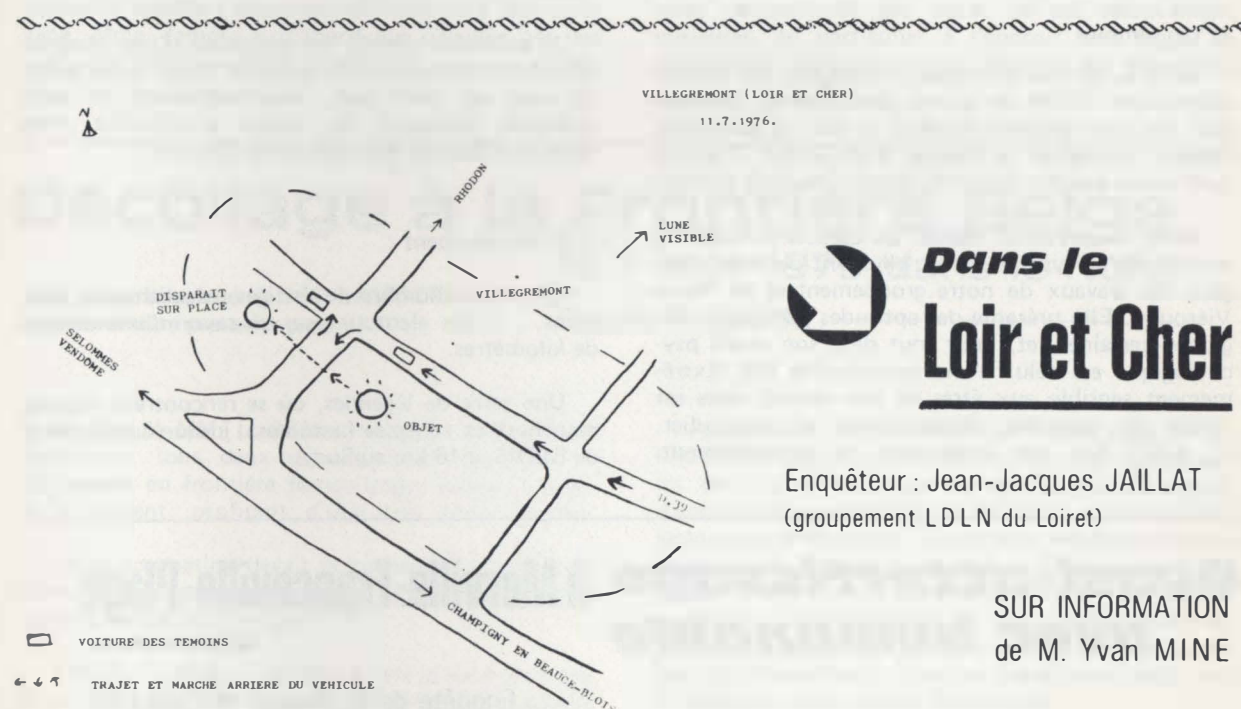 VILLEGREMONT (LOIR ET CHER)
11.7.1976.
N
RHODON
LUNE
VISIBLE
VILLEGREMONT
DISPARAIT
SUR PLACE
SELOMMES
VENDÔME
OBJET
D.39
CHAMPIGNY EN BEAUCE-BLOIS
VOITURE DES TEMOINS
TRAJET ET MARCHE ARRIERE DU VEHICULE
Dans le
Loir et Cher
Enquêteur : Jean-Jacques JAILLAT
(groupement LDLN du Loiret)
SUR INFORMATION
de M. Yvan MINE